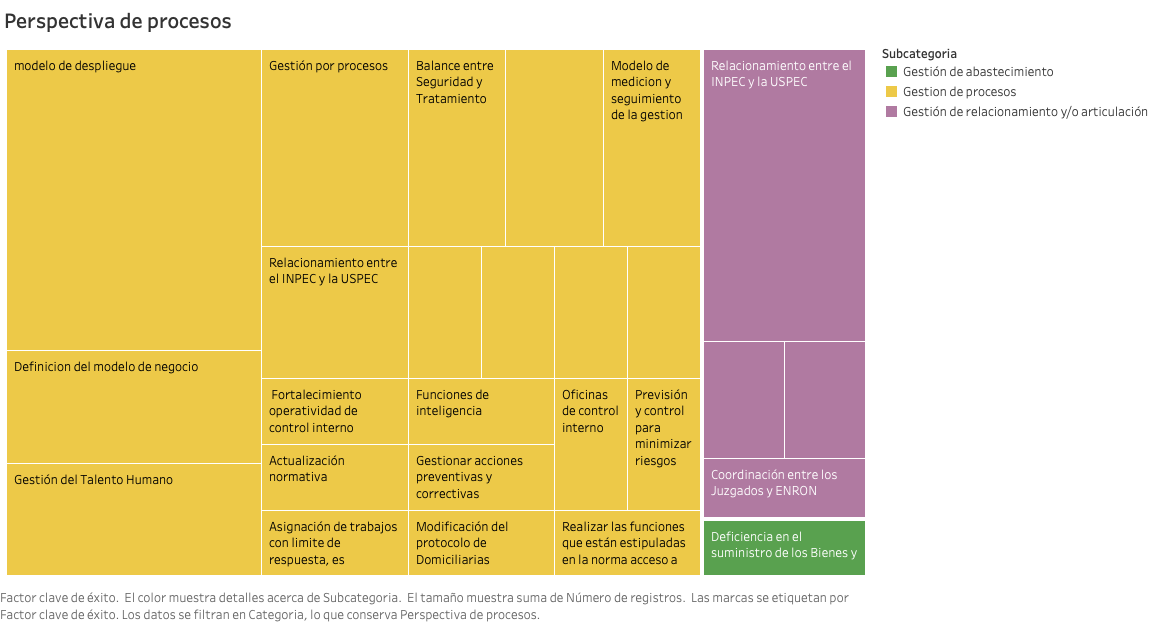 Perspectiva de procesos
modelo de despliegue
Definicion del modelo de negocio
Gestión del Talento Humano
Gestión por procesos
Relacionamiento entre
el INPEC y la USPEC
Fortalecimiento
operatividad de
control interno
Actualización
normativa
Asignación de trabajos
con limite de
respuesta, es
Balance entre
Seguridad y
Tratamiento
Modelo de
medicion y
seguimiento
de la gestion
Funciones de
inteligencia
Gestionar acciones
preventivas y
correctivas
Modificación del
protocolo de
Domiciliarias
Oficinas
de control
interno
Previsión
y control
para
minimizar
riesgos
Realizar las funciones
que están estipuladas
en la norma acceso a
Relacionamiento entre el
INPEC y la USPEC
Coordinación entre los
Juzgados y ENRON
Deficiencia en el
suministro de los Bienes y
Subcategoria
Gestión de abastecimiento
Gestion de procesos
Gestión de relacionamiento y/o articulación
Factor clave de éxito.  El color muestra detalles acerca de Subcategoria.  El tamaño muestra suma de Número de registros.  Las marcas se etiquetan por
Factor clave de éxito. Los datos se filtran en Categoria, lo que conserva Perspectiva de procesos.